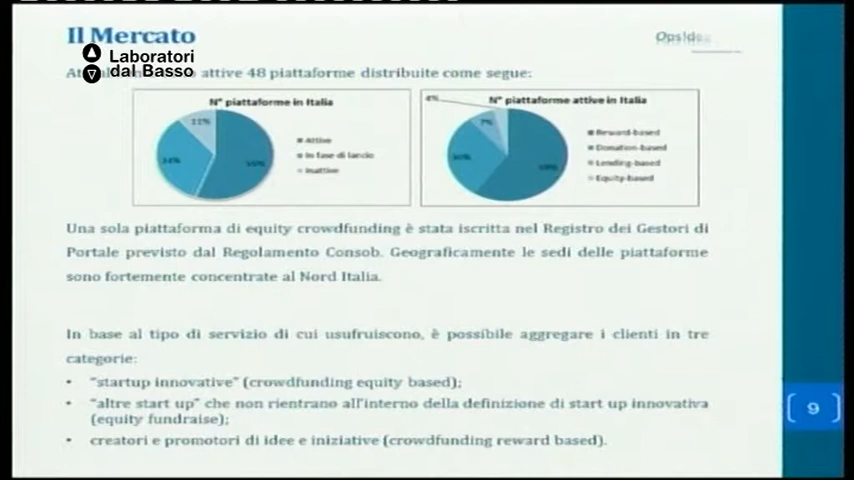 Il Mercato
Laboratori
dal Basso
attive 48 piattaforme distribuite come segue:
N° piattaforme in Italia
11%
Attive
In fase di lancio
Inattive
N° piattaforme attive in Italia
4%
7%
30%
Reward-based
Donation-based
Lending-based
Equity-based
Una sola piattaforma di equity crowdfunding è stata iscritta nel Registro dei Gestori di
Portale previsto dal Regolamento Consob. Geograficamente le sedi delle piattaforme
sono fortemente concentrate al Nord Italia.
In base al tipo di servizio di cui usufruiscono, è possibile aggregare i clienti in tre
categorie:
• "startup innovative" (crowdfunding equity based);
• "altre start up" che non rientrano all'interno della definizione di start up innovativa
(equity fundraise);
• creatori e promotori di idee e iniziative (crowdfunding reward based).
9